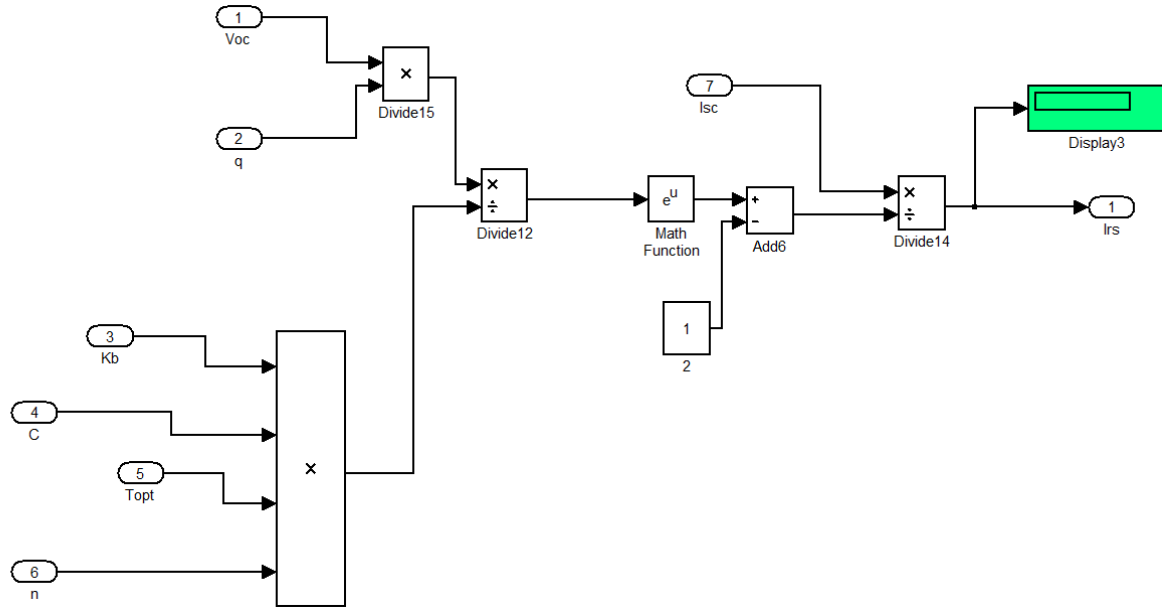 1
Voc
×
Divide15
2
q
7
Isc
Display3
×
÷
Divide12
e^u
Math
Function
+
−
Add6
×
÷
Divide14
1
Irs
1
2
3
Kb
4
C
×
5
Topt
6
n